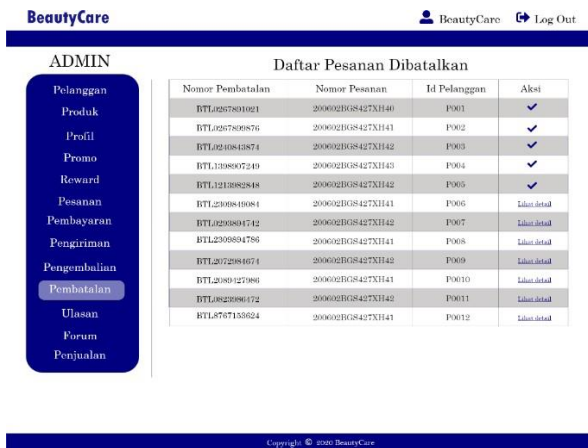 BeautyCare
BeautyCare Log Out
ADMIN
Pelanggan
Produk
Profil
Promo
Reward
Pesanan
Pembayaran
Pengiriman
Pengembalian
Pembatalan
Ulasan
Forum
Penjualan
Daftar Pesanan Dibatalkan
Nomor Pembatalan Nomor Pesanan Id Pelanggan Aksi
BTL0267891021 200602BGS427XH40 P001
BTL0267899876 200602BGS427XH41 P002
BTL0240843874 200602BGS427XH42 P003
BTL1398907249 200602BGS427XH43 P004
BTL1213982848 200602BGS427XH42 P005
BTL2309849084 200602BGS427XH41 P006 Lihat detail
BTL0293894742 200602BGS427XH42 P007 Lihat detail
BTL2309894786 200602BGS427XH41 P008 Lihat detail
BTL2072984674 200602BGS427XH42 P009 Lihat detail
BTL2089427986 200602BGS427XH41 P0010 Lihat detail
BTL0823986472 200602BGS427XH42 P0011 Lihat detail
BTL8767153624 200602BGS427XH41 P0012 Lihat detail
Copyright © 2020 BeautyCare